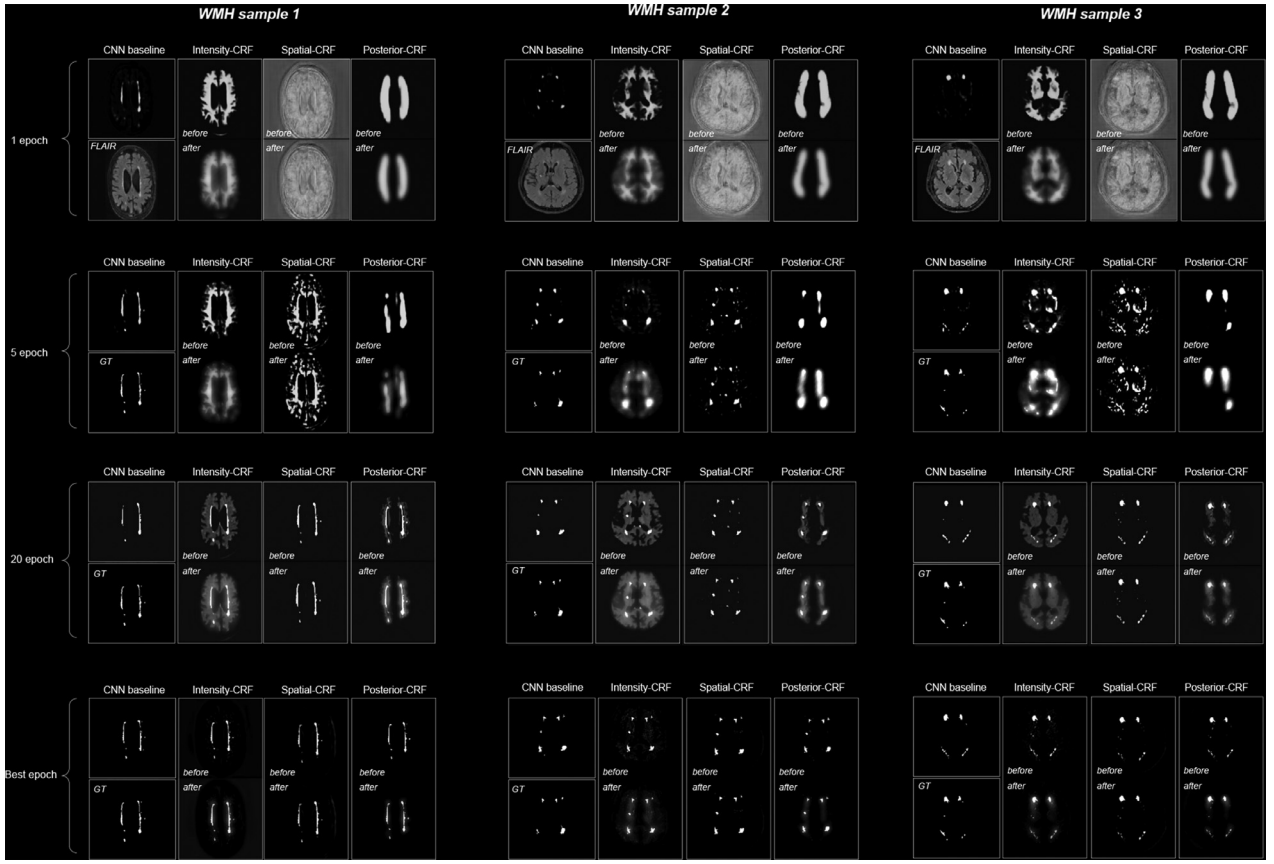 WMH sample 1 WMH sample 2 WMH sample 3
CNN baseline Intensity-CRF Spatial-CRF Posterior-CRF CNN baseline Intensity-CRF Spatial-CRF Posterior-CRF CNN baseline Intensity-CRF Spatial-CRF Posterior-CRF
before before before before before before before before before
1 epoch
FLAIR after after after FLAIR after after after FLAIR after after after
CNN baseline Intensity-CRF Spatial-CRF Posterior-CRF CNN baseline Intensity-CRF Spatial-CRF Posterior-CRF CNN baseline Intensity-CRF Spatial-CRF Posterior-CRF
before before before before before before before before before
5 epoch
GT after after after GT after after after GT after after after
CNN baseline Intensity-CRF Spatial-CRF Posterior-CRF CNN baseline Intensity-CRF Spatial-CRF Posterior-CRF CNN baseline Intensity-CRF Spatial-CRF Posterior-CRF
before before before before before before before before before
20 epoch
GT after after after GT after after after GT after after after
CNN baseline Intensity-CRF Spatial-CRF Posterior-CRF CNN baseline Intensity-CRF Spatial-CRF Posterior-CRF CNN baseline Intensity-CRF Spatial-CRF Posterior-CRF
before before before before before before before before before
Best epoch
GT after after after GT after after after GT after after after